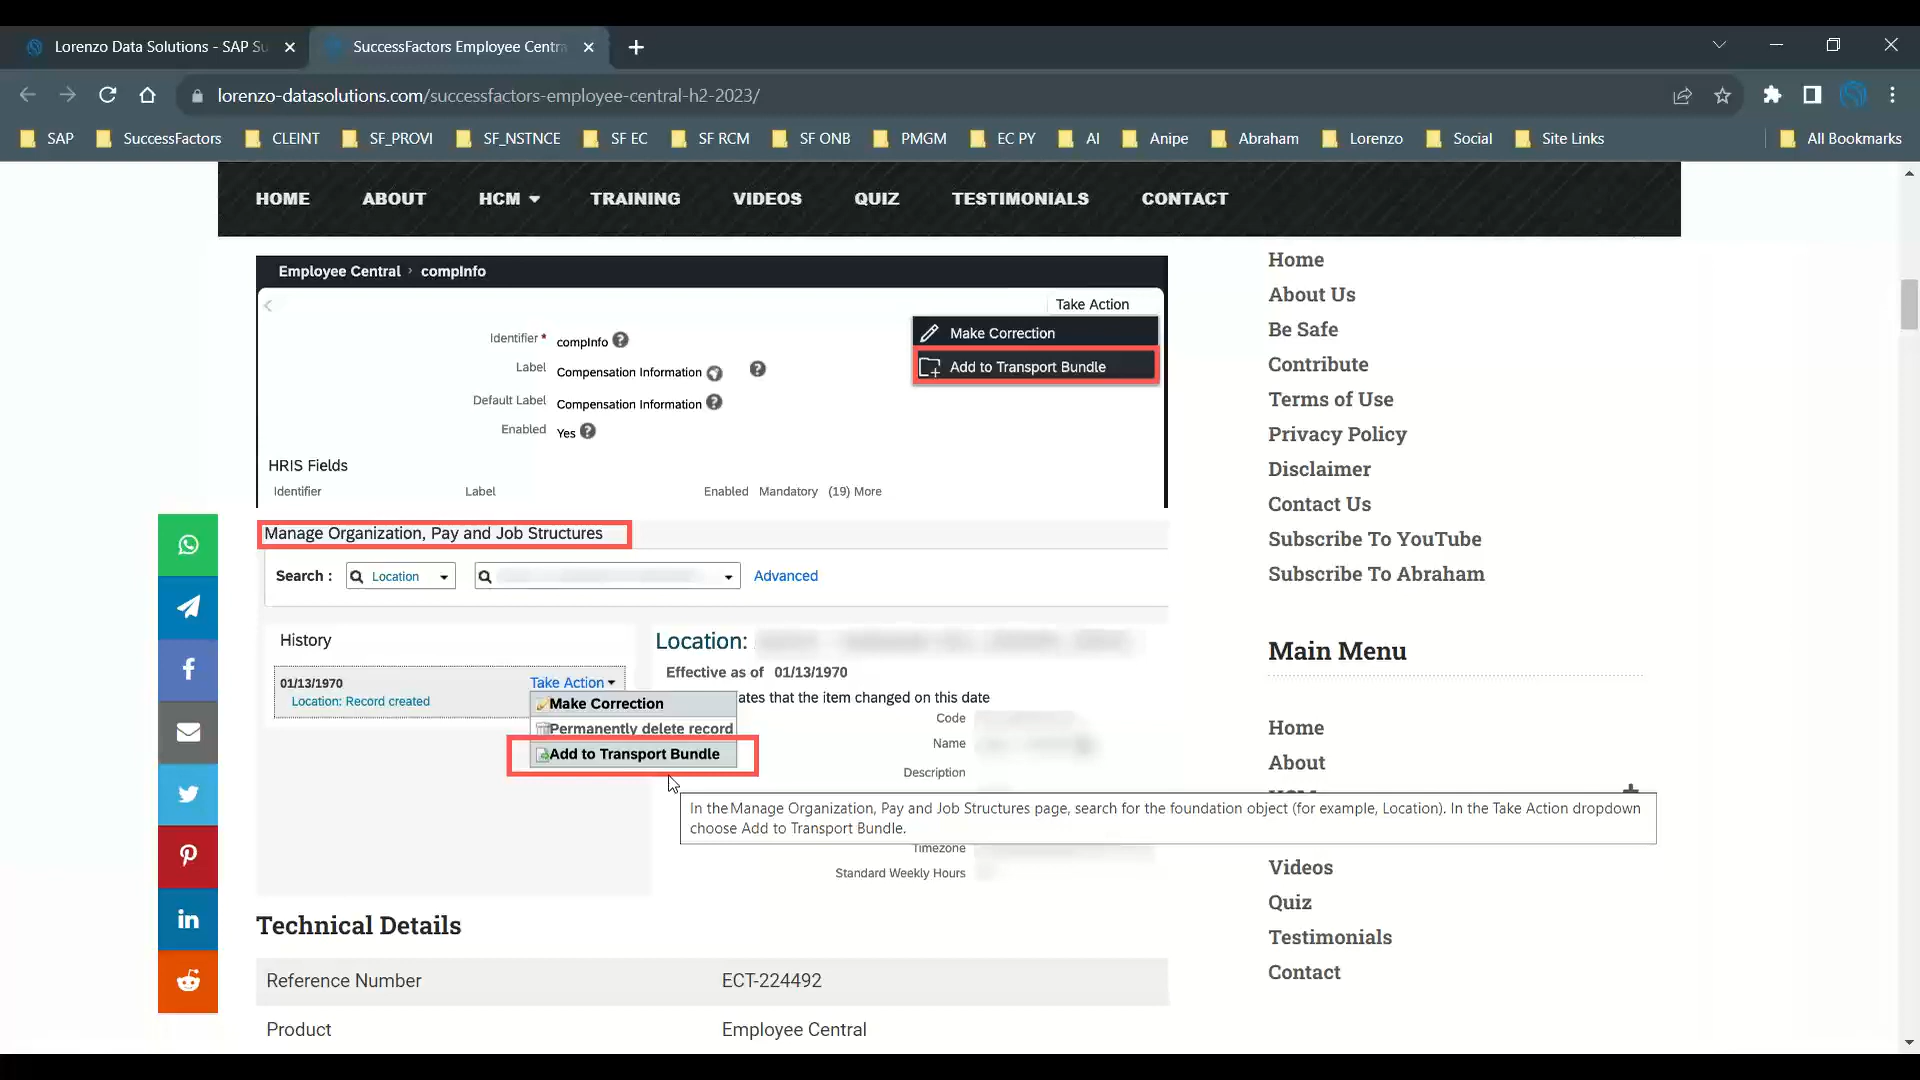 Lorenzo Data Solutions - SAP Su
SuccessFactors Employee Centra
lorenzo-datasolutions.com/successfactors-employee-central-h2-2023/
SAP
SuccessFactors
CLEINT
SF_PROVI
SF_NSTNCE
SF EC
SF RCM
SF ONB
PMGM
EC PY
AI
Anipe
Abraham
Lorenzo
Social
Site Links
All Bookmarks
HOME
ABOUT
HCM
TRAINING
VIDEOS
QUIZ
TESTIMONIALS
CONTACT
Employee Central › compInfo
Take Action
Make Correction
Add to Transport Bundle
Identifier * compInfo
Label Compensation Information
Default Label Compensation Information
Enabled Yes
HRIS Fields
Identifier Label Enabled Mandatory (19) More
Manage Organization, Pay and Job Structures
Search : Location Advanced
History
01/13/1970 Take Action
Location: Record created
Make Correction
Permanently delete record
Add to Transport Bundle
Location:
Effective as of 01/13/1970
ates that the item changed on this date
Code
Name
Description
In the Manage Organization, Pay and Job Structures page, search for the foundation object (for example, Location). In the Take Action dropdown
choose Add to Transport Bundle.
Timezone
Standard Weekly Hours
Technical Details
Reference Number ECT-224492
Product Employee Central
Home
About Us
Be Safe
Contribute
Terms of Use
Privacy Policy
Disclaimer
Contact Us
Subscribe To YouTube
Subscribe To Abraham
Main Menu
Home
About
Videos
Quiz
Testimonials
Contact